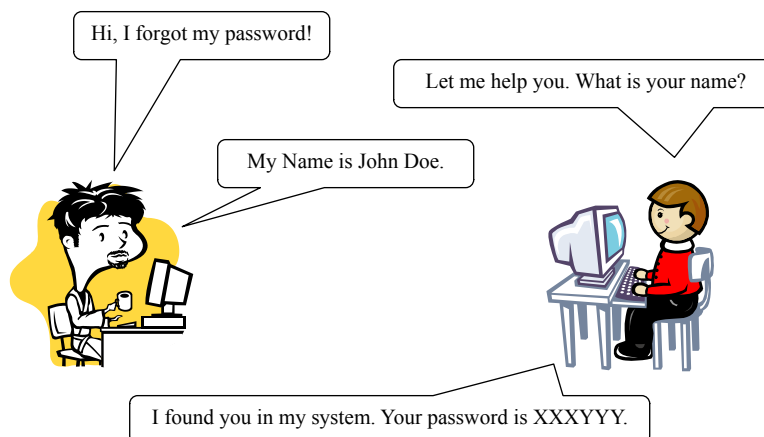 Hi, I forgot my password!
Let me help you. What is your name?
My Name is John Doe.
I found you in my system. Your password is XXXYYY.